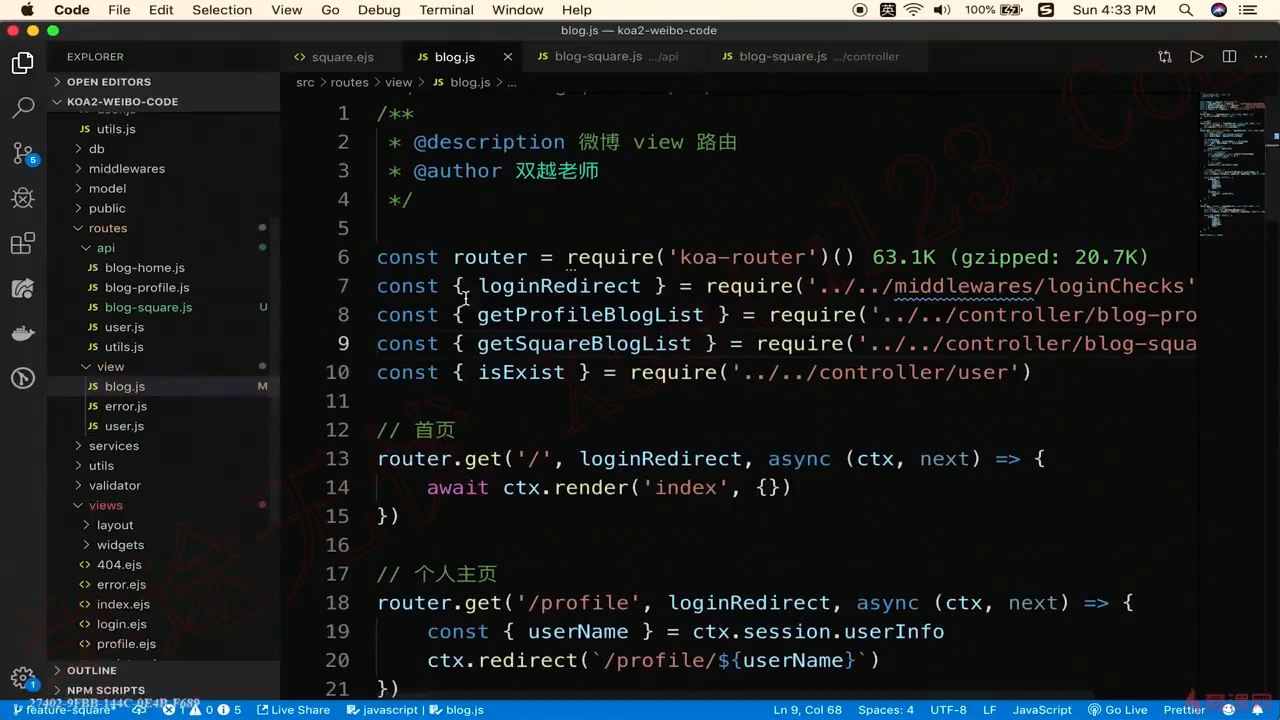 Code File Edit Selection View Go Debug Terminal Window Help 英 100% Sun 4:33 PM
blog.js — koa2-weibo-code
EXPLORER
square.ejs
blog.js
blog-square.js .../api
blog-square.js .../controller
OPEN EDITORS
src > routes > view > blog.js > ...
KOA2-WEIBO-CODE
utils.js
db
middlewares
model
public
routes
api
blog-home.js
blog-profile.js
blog-square.js U
user.js
utils.js
view
blog.js M
error.js
user.js
services
utils
validator
views
layout
widgets
404.ejs
error.ejs
index.ejs
login.ejs
profile.ejs
OUTLINE
NPM SCRIPTS
5
1
1 /**
2 * @description 微博 view 路由
3 * @author 双越老师
4 */
5
6 const router = require('koa-router')() 63.1K (gzipped: 20.7K)
7 const { loginRedirect } = require('../../middlewares/loginChecks'
8 const { getProfileBlogList } = require('../../controller/blog-pro
9 const { getSquareBlogList } = require('../../controller/blog-squa
10 const { isExist } = require('../../controller/user')
11
12 // 首页
13 router.get('/', loginRedirect, async (ctx, next) => {
14 await ctx.render('index', {})
15 })
16
17 // 个人主页
18 router.get('/profile', loginRedirect, async (ctx, next) => {
19 const { userName } = ctx.session.userInfo
20 ctx.redirect(`/profile/${userName}`)
21 })
feature-square* 1 0 5 Live Share javascript | blog.js Ln 9, Col 68 Spaces: 4 UTF-8 LF JavaScript Go Live Prettier